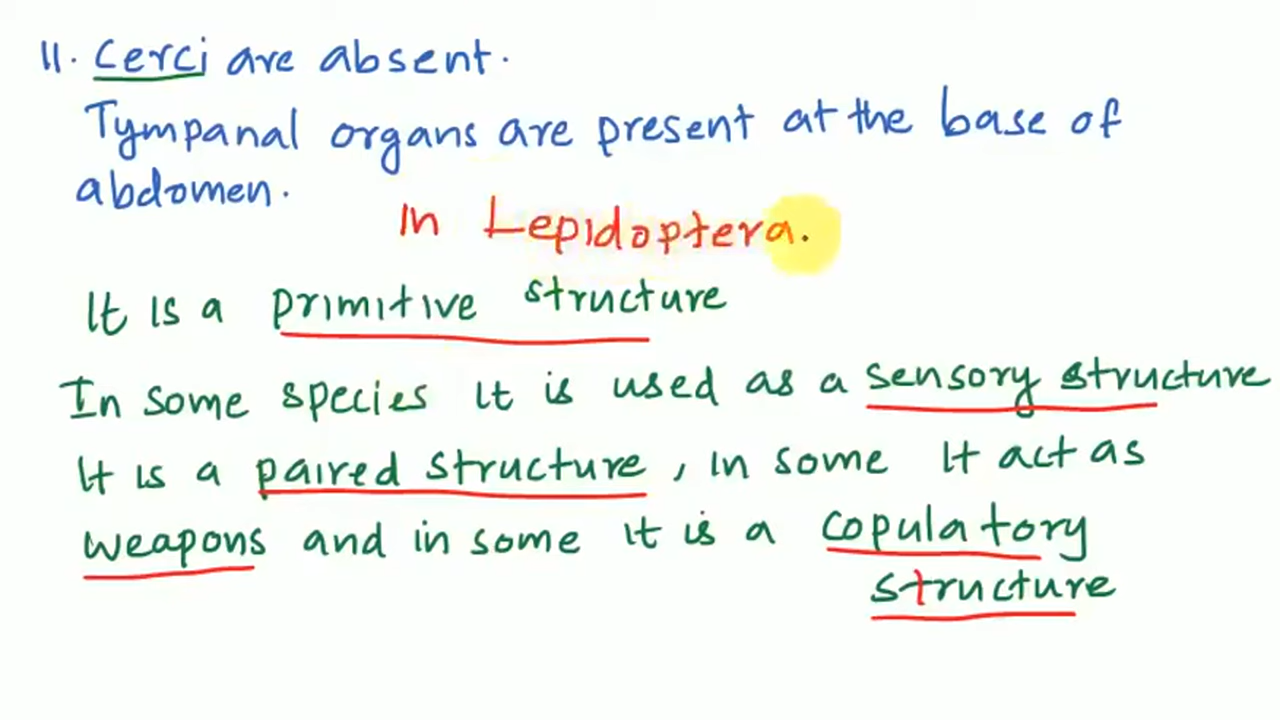 11. Cerci are absent.
Tympanal organs are present at the base of
abdomen.
In Lepidoptera.
It is a primitive structure
In some species it is used as a sensory structure
It is a paired structure, in some it act as
weapons and in some it is a copulatory
structure